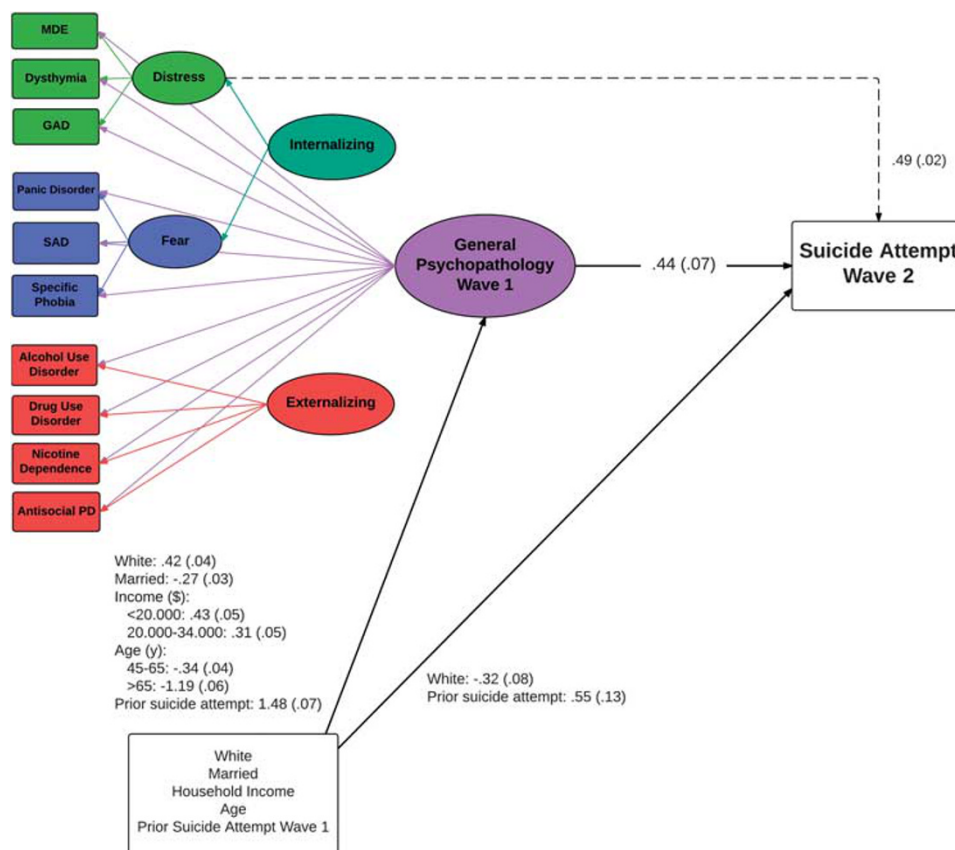 MDE
Dysthymia
GAD
Distress
Internalizing
Panic Disorder
SAD
Specific
Phobia
Fear
General
Psychopathology
Wave 1
.44 (.07)
.49 (.02)
Suicide Attempt
Wave 2
Alcohol Use
Disorder
Drug Use
Disorder
Nicotine
Dependence
Antisocial PD
Externalizing
White: .42 (.04)
Married: -.27 (.03)
Income ($):
<20.000: .43 (.05)
20.000-34.000: .31 (.05)
Age (y):
45-65: -.34 (.04)
>65: -1.19 (.06)
Prior suicide attempt: 1.48 (.07)
White: -.32 (.08)
Prior suicide attempt: .55 (.13)
White
Married
Household Income
Age
Prior Suicide Attempt Wave 1